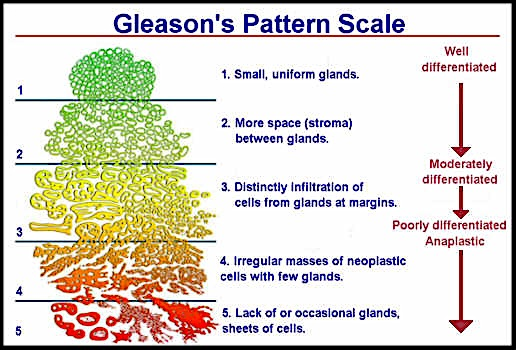 Gleason's Pattern Scale
1
1. Small, uniform glands.
Well
differentiated
2
2. More space (stroma)
between glands.
Moderately
differentiated
3
3. Distinctly infiltration of
cells from glands at margins.
Poorly differentiated
Anaplastic
4
4. Irregular masses of neoplastic
cells with few glands.
5
5. Lack of or occasional glands,
sheets of cells.